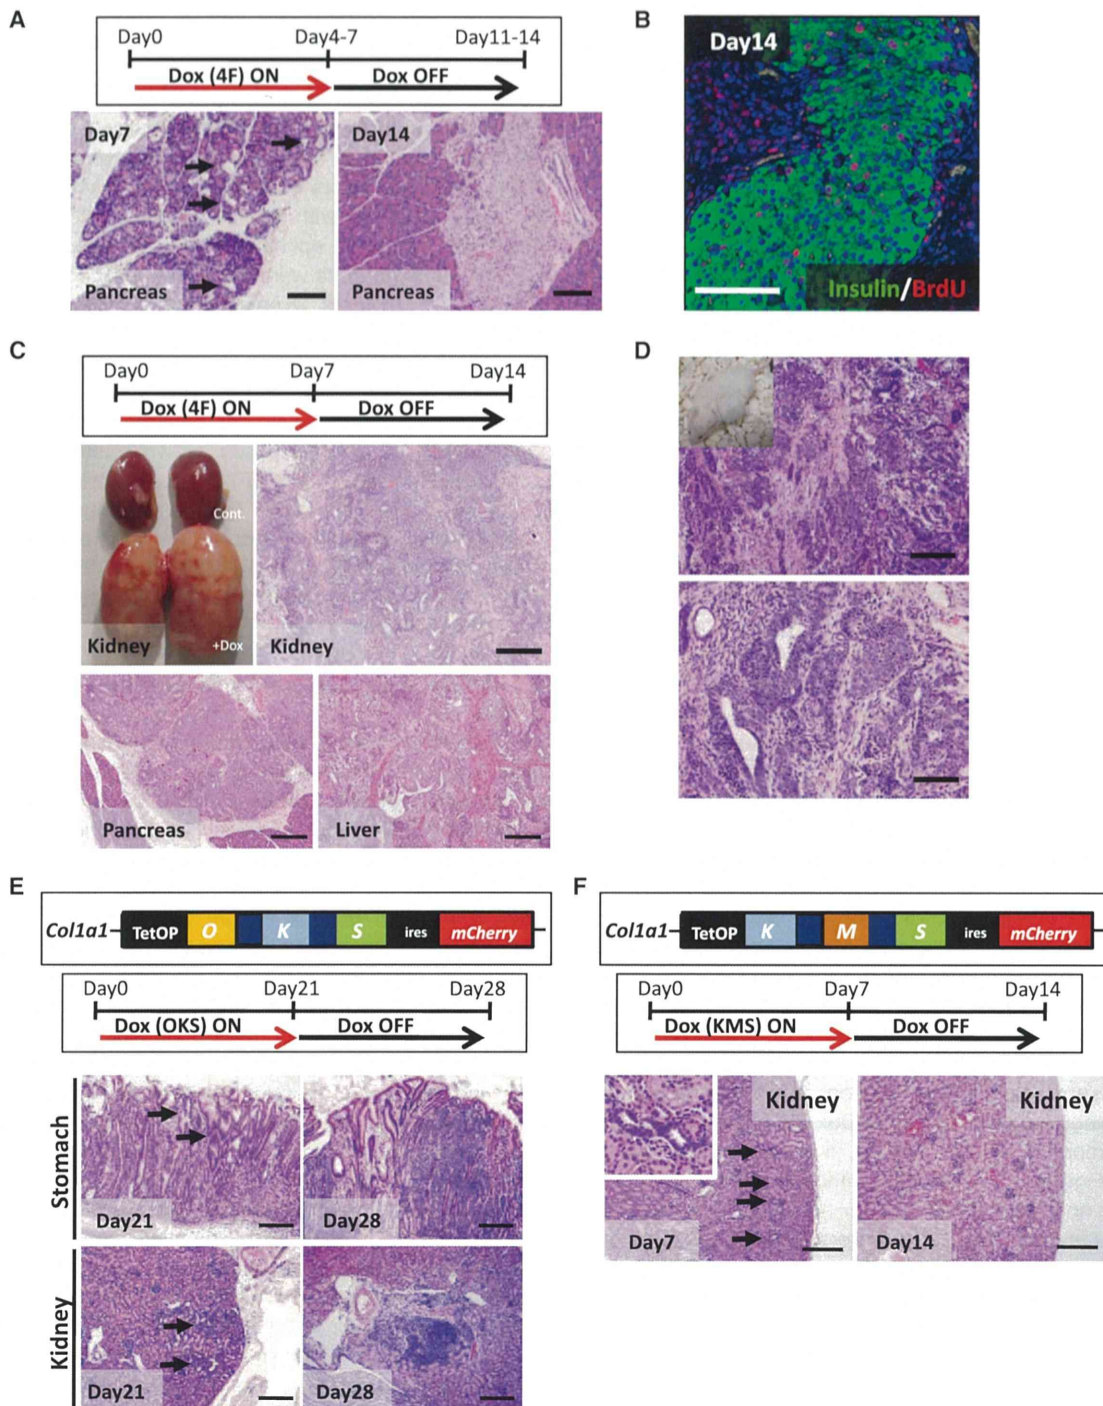 A
Day0 Day4-7 Day11-14
Dox (4F) ON Dox OFF
Day7
Pancreas
Day14
Pancreas
B
Day14
Insulin/BrdU
C
Day0 Day7 Day14
Dox (4F) ON Dox OFF
Cont.
Kidney
+Dox
Kidney
Pancreas
Liver
D
E
Col1a1 TetOP O K S ires mCherry
Day0 Day21 Day28
Dox (OKS) ON Dox OFF
Stomach
Day21
Day28
Kidney
Day21
Day28
F
Col1a1 TetOP K M S ires mCherry
Day0 Day7 Day14
Dox (KMS) ON Dox OFF
Kidney
Day7
Kidney
Day14